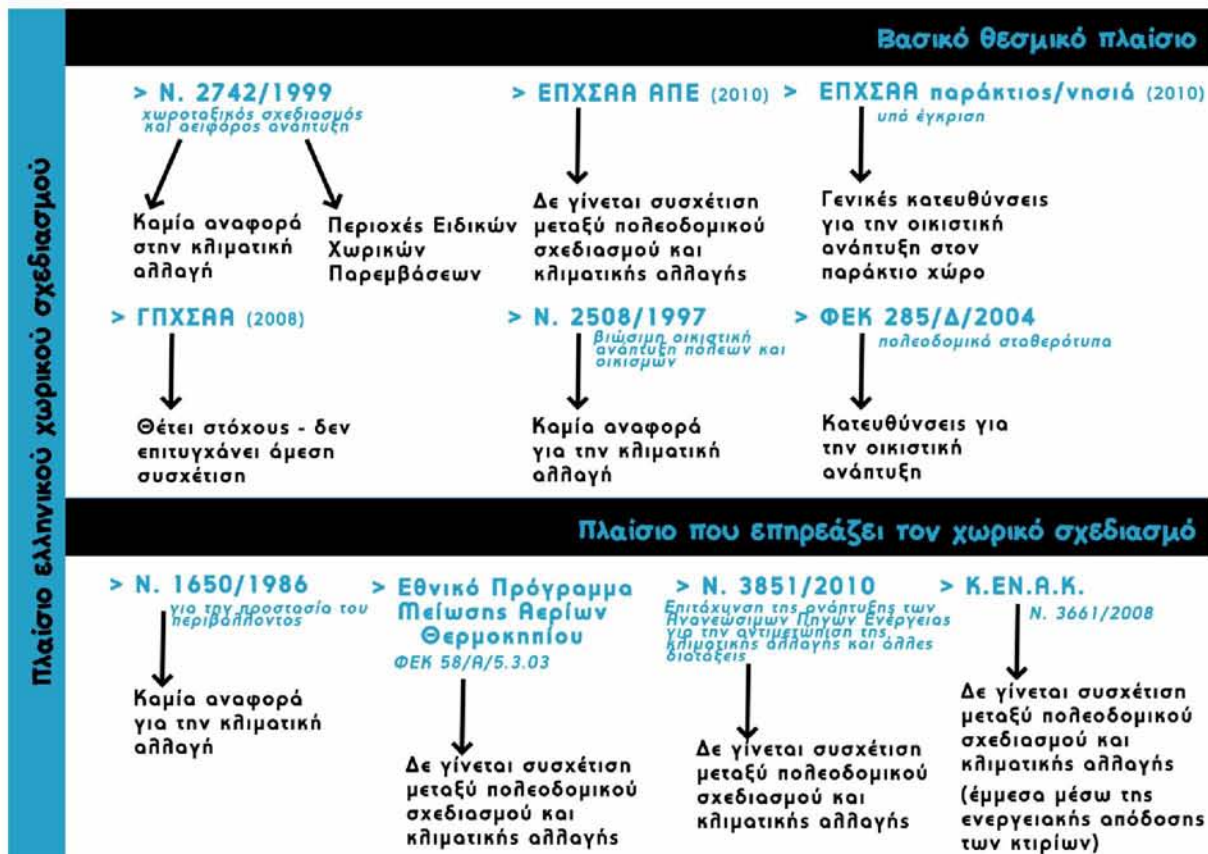 Πλαίσιο ελληνικού χωρικού σχεδιασμού
Βασικό θεσμικό πλαίσιο
> Ν. 2742/1999
χωροταξικός σχεδιασμός
και αειφόρος ανάπτυξη
Καμία αναφορά
στην κλιματική
αλλαγή
Περιοχές Ειδικών
Χωρικών
Παρεμβάσεων
> ΕΠΧΣΑΑ ΑΠΕ (2010)
Δε γίνεται συσχέτιση
μεταξύ πολεοδομικού
σχεδιασμού και
κλιματικής αλλαγής
> ΕΠΧΣΑΑ παράκτιος/νησιά (2010)
υπό έγκριση
Γενικές κατευθύνσεις
για την οικιστική
ανάπτυξη στον
παράκτιο χώρο
> ΓΠΧΣΑΑ (2008)
Θέτει στόχους - δεν
επιτυγχάνει άμεση
συσχέτιση
> Ν. 2508/1997
βιώσιμη οικιστική
ανάπτυξη πόλεων και
οικισμών
Καμία αναφορά
για την κλιματική
αλλαγή
> ΦΕΚ 285/Δ/2004
πολεοδομικά σταθερότυπα
Κατευθύνσεις για
την οικιστική
ανάπτυξη
Πλαίσιο που επηρεάζει τον χωρικό σχεδιασμό
> Ν. 1650/1986
για την προστασία του
περιβάλλοντος
Καμία αναφορά
για την κλιματική
αλλαγή
> Εθνικό Πρόγραμμα
Μείωσης Αερίων
Θερμοκηπίου
ΦΕΚ 58/Α/5.3.03
Δε γίνεται συσχέτιση
μεταξύ πολεοδομικού
σχεδιασμού και
κλιματικής αλλαγής
> Ν. 3851/2010
Επιτάχυνση της ανάπτυξης των
Ανανεώσιμων Πηγών Ενέργειας
για την αντιμετώπιση της
κλιματικής αλλαγής και άλλες
διατάξεις
Δε γίνεται συσχέτιση
μεταξύ πολεοδομικού
σχεδιασμού και
κλιματικής αλλαγής
> Κ.ΕΝ.Α.Κ.
Ν. 3661/2008
Δε γίνεται συσχέτιση
μεταξύ πολεοδομικού
σχεδιασμού και
κλιματικής αλλαγής
(έμμεσα μέσω της
ενεργειακής απόδοσης
των κτιρίων)